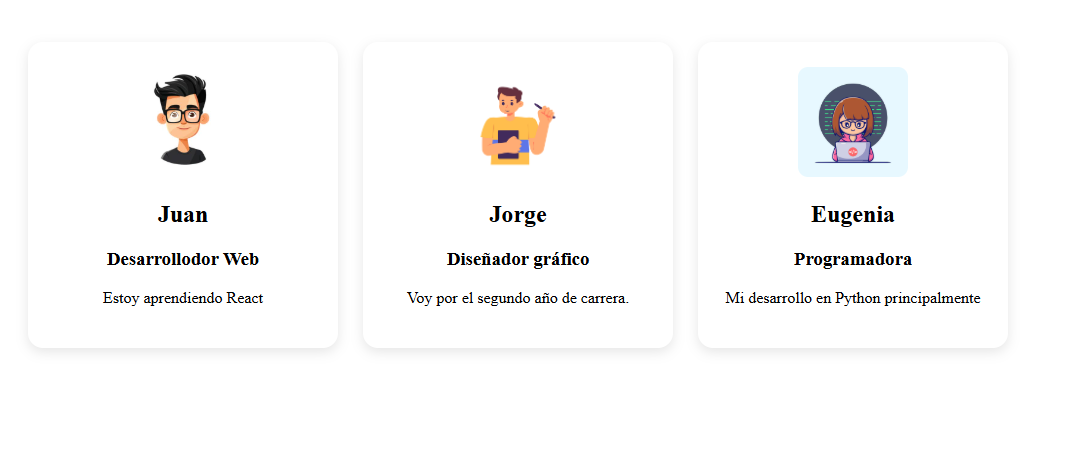 Juan
Desarrollodor Web
Estoy aprendiendo React
Jorge
Diseñador gráfico
Voy por el segundo año de carrera.
Eugenia
Programadora
Mi desarrollo en Python principalmente